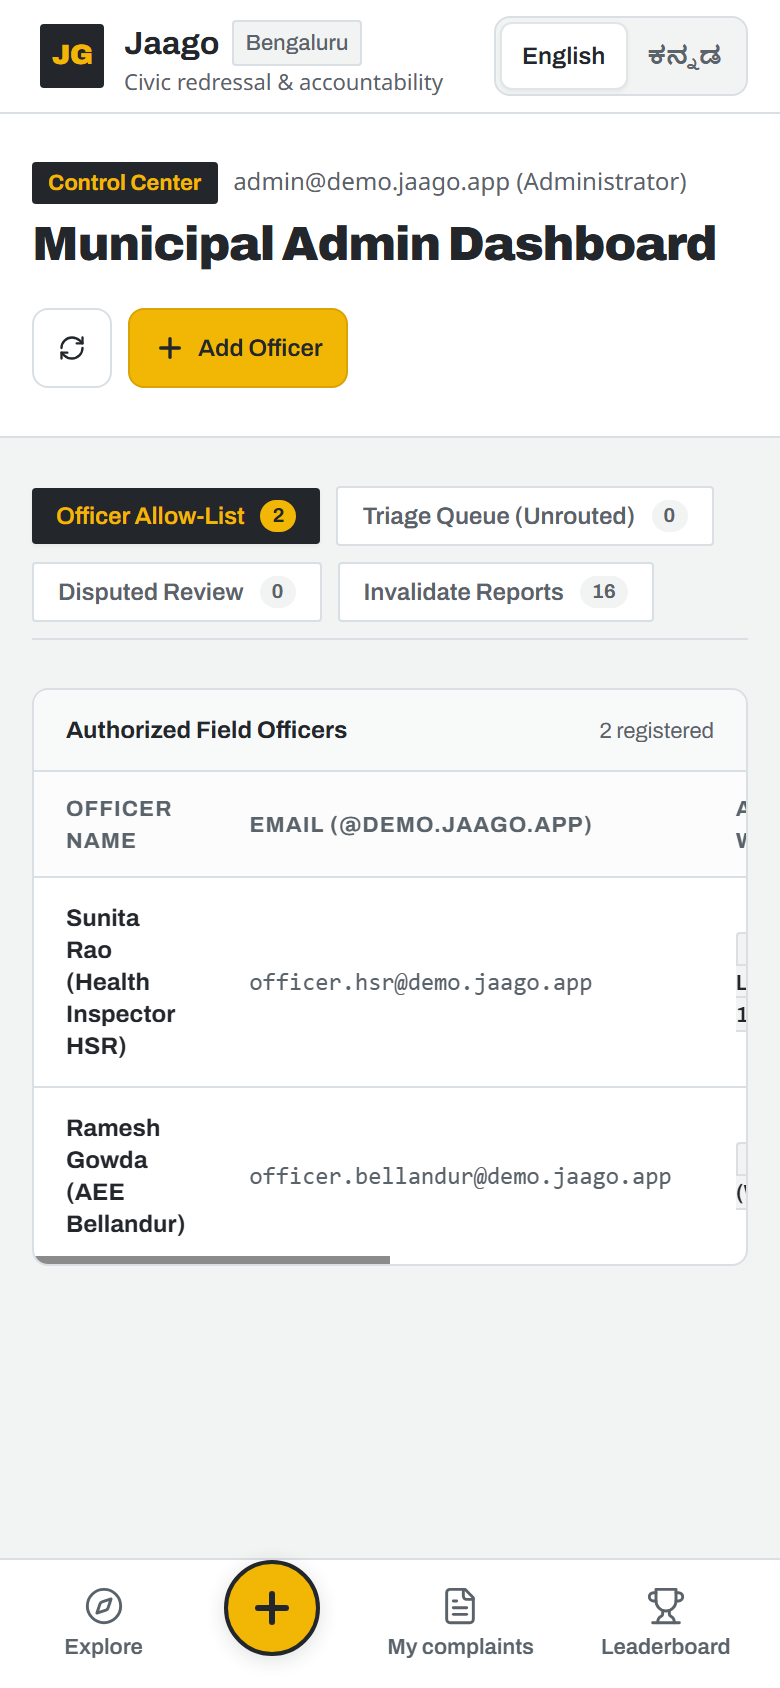 JG
Jaago
Bengaluru
Civic redressal & accountability
English
ಕನ್ನಡ
Control Center
admin@demo.jaago.app (Administrator)
Municipal Admin Dashboard
Add Officer
Officer Allow-List 2
Triage Queue (Unrouted) 0
Disputed Review 0
Invalidate Reports 16
Authorized Field Officers
2 registered
OFFICER
NAME
EMAIL (@DEMO.JAAGO.APP)
Sunita
Rao
(Health
Inspector
HSR)
officer.hsr@demo.jaago.app
Ramesh
Gowda
(AEE
Bellandur)
officer.bellandur@demo.jaago.app
Explore
My complaints
Leaderboard